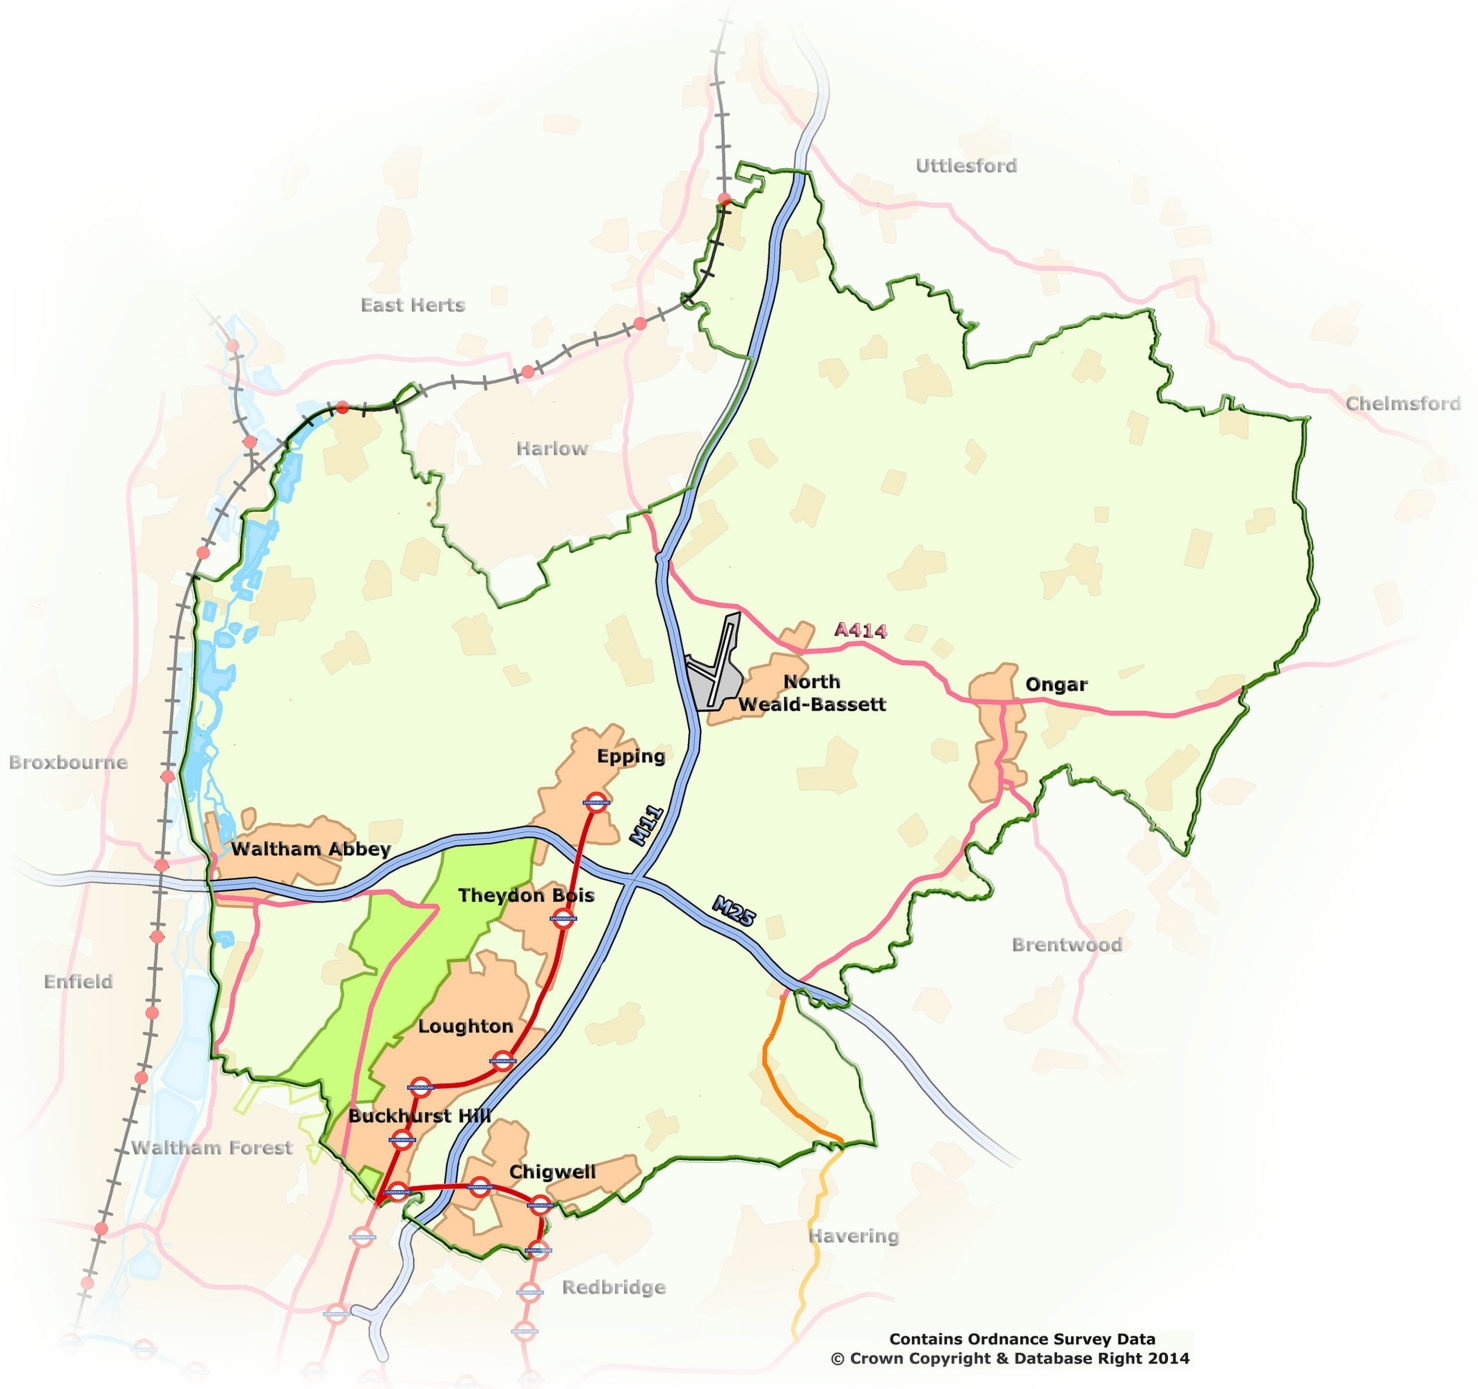 Uttlesford
East Herts
Chelmsford
Harlow
A414
North
Weald-Bassett
Ongar
Epping
Broxbourne
M11
Waltham Abbey
Theydon Bois
M25
Brentwood
Enfield
Loughton
Buckhurst Hill
Waltham Forest
Chigwell
Havering
Redbridge
Contains Ordnance Survey Data
© Crown Copyright & Database Right 2014